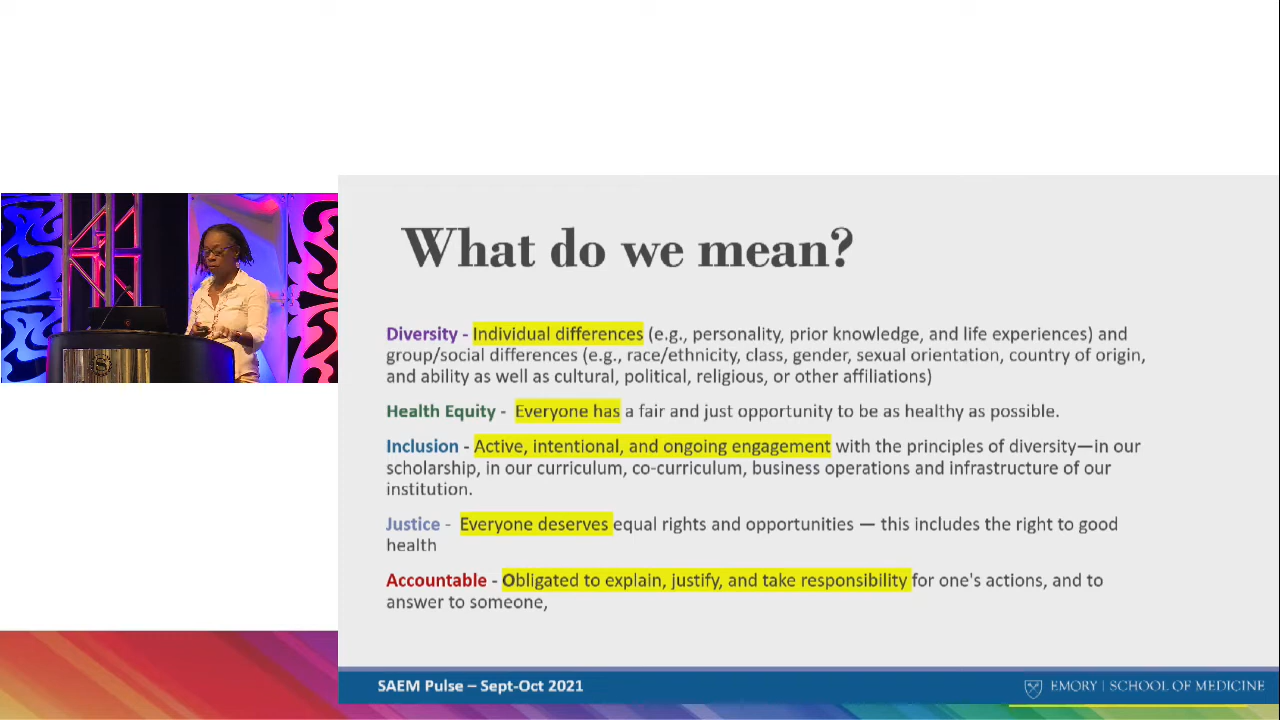 What do we mean?
Diversity - Individual differences (e.g., personality, prior knowledge, and life experiences) and
group/social differences (e.g., race/ethnicity, class, gender, sexual orientation, country of origin,
and ability as well as cultural, political, religious, or other affiliations)
Health Equity - Everyone has a fair and just opportunity to be as healthy as possible.
Inclusion - Active, intentional, and ongoing engagement with the principles of diversity—in our
scholarship, in our curriculum, co-curriculum, business operations and infrastructure of our
institution.
Justice - Everyone deserves equal rights and opportunities — this includes the right to good
health
Accountable - Obligated to explain, justify, and take responsibility for one's actions, and to
answer to someone,
SAEM Pulse – Sept-Oct 2021
EMORY | SCHOOL OF MEDICINE